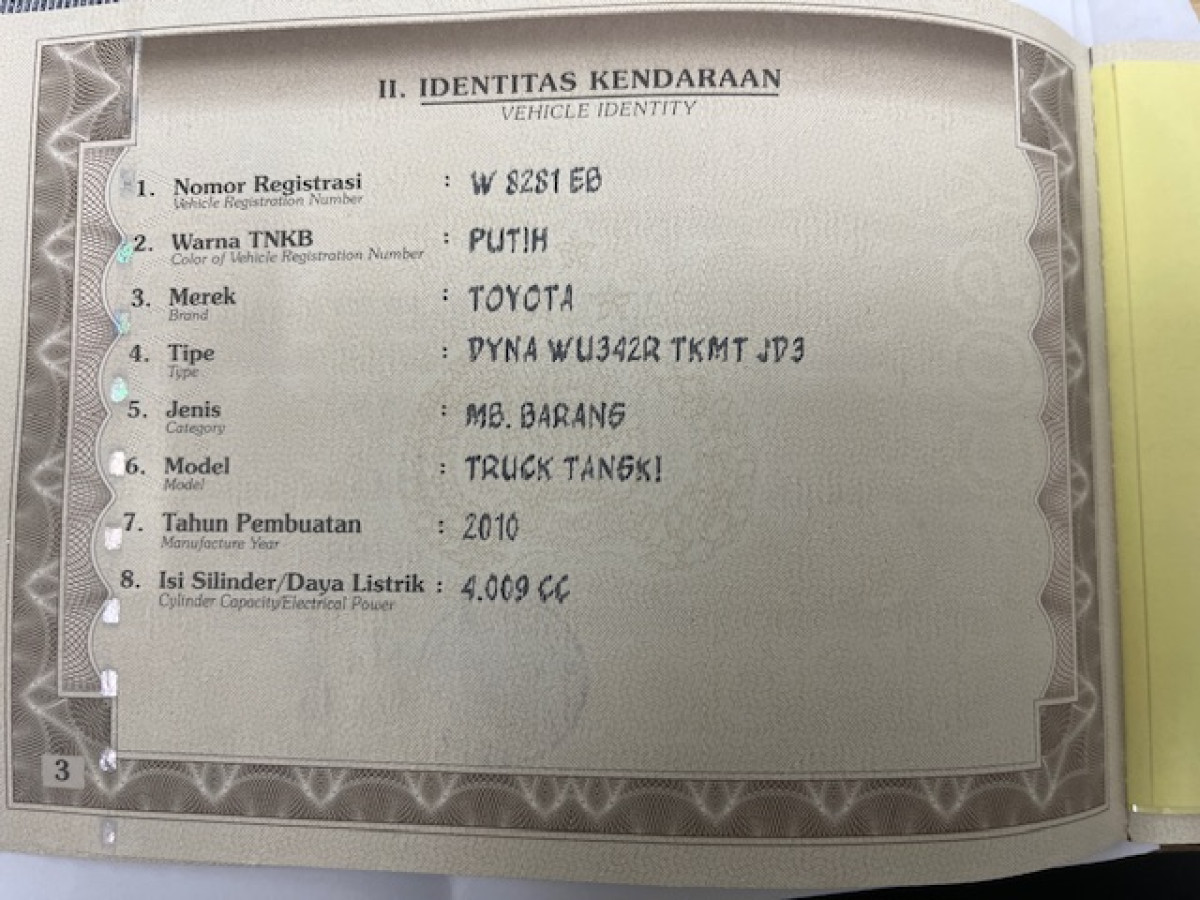 II. IDENTITAS KENDARAAN
VEHICLE IDENTITY
1. Nomor Registrasi : W 8281 EB
Vehicle Registration Number
2. Warna TNKB : PUTIH
Color of Vehicle Registration Number
3. Merek : TOYOTA
Brand
4. Tipe : DYNA WU342R TKMT JD3
Type
5. Jenis : MB. BARANG
Category
6. Model : TRUCK TANGKI
Model
7. Tahun Pembuatan : 2010
Manufacture Year
8. Isi Silinder/Daya Listrik : 4.009 CC
Cylinder Capacity/Electrical Power
3